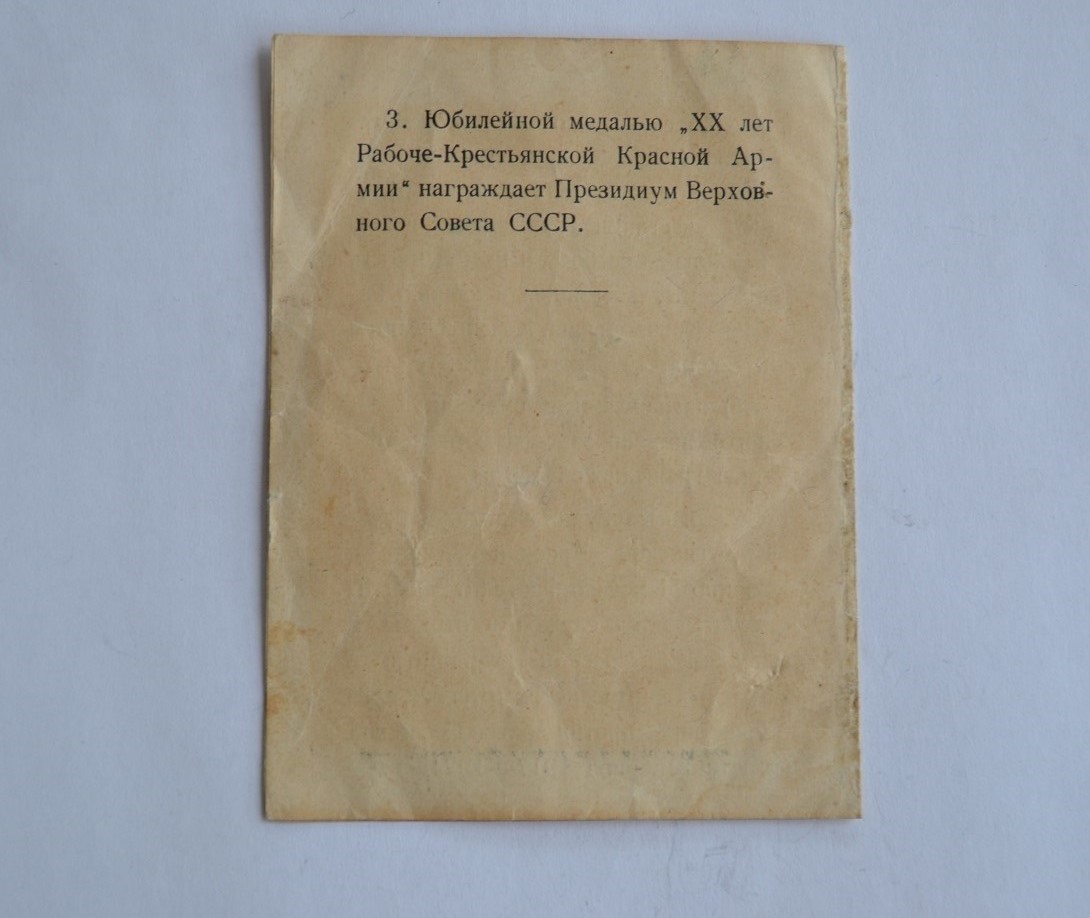 3. Юбилейной медалью „XX лет
Рабоче-Крестьянской Красной Ар-
мии“ награждает Президиум Верхов-
ного Совета СССР.